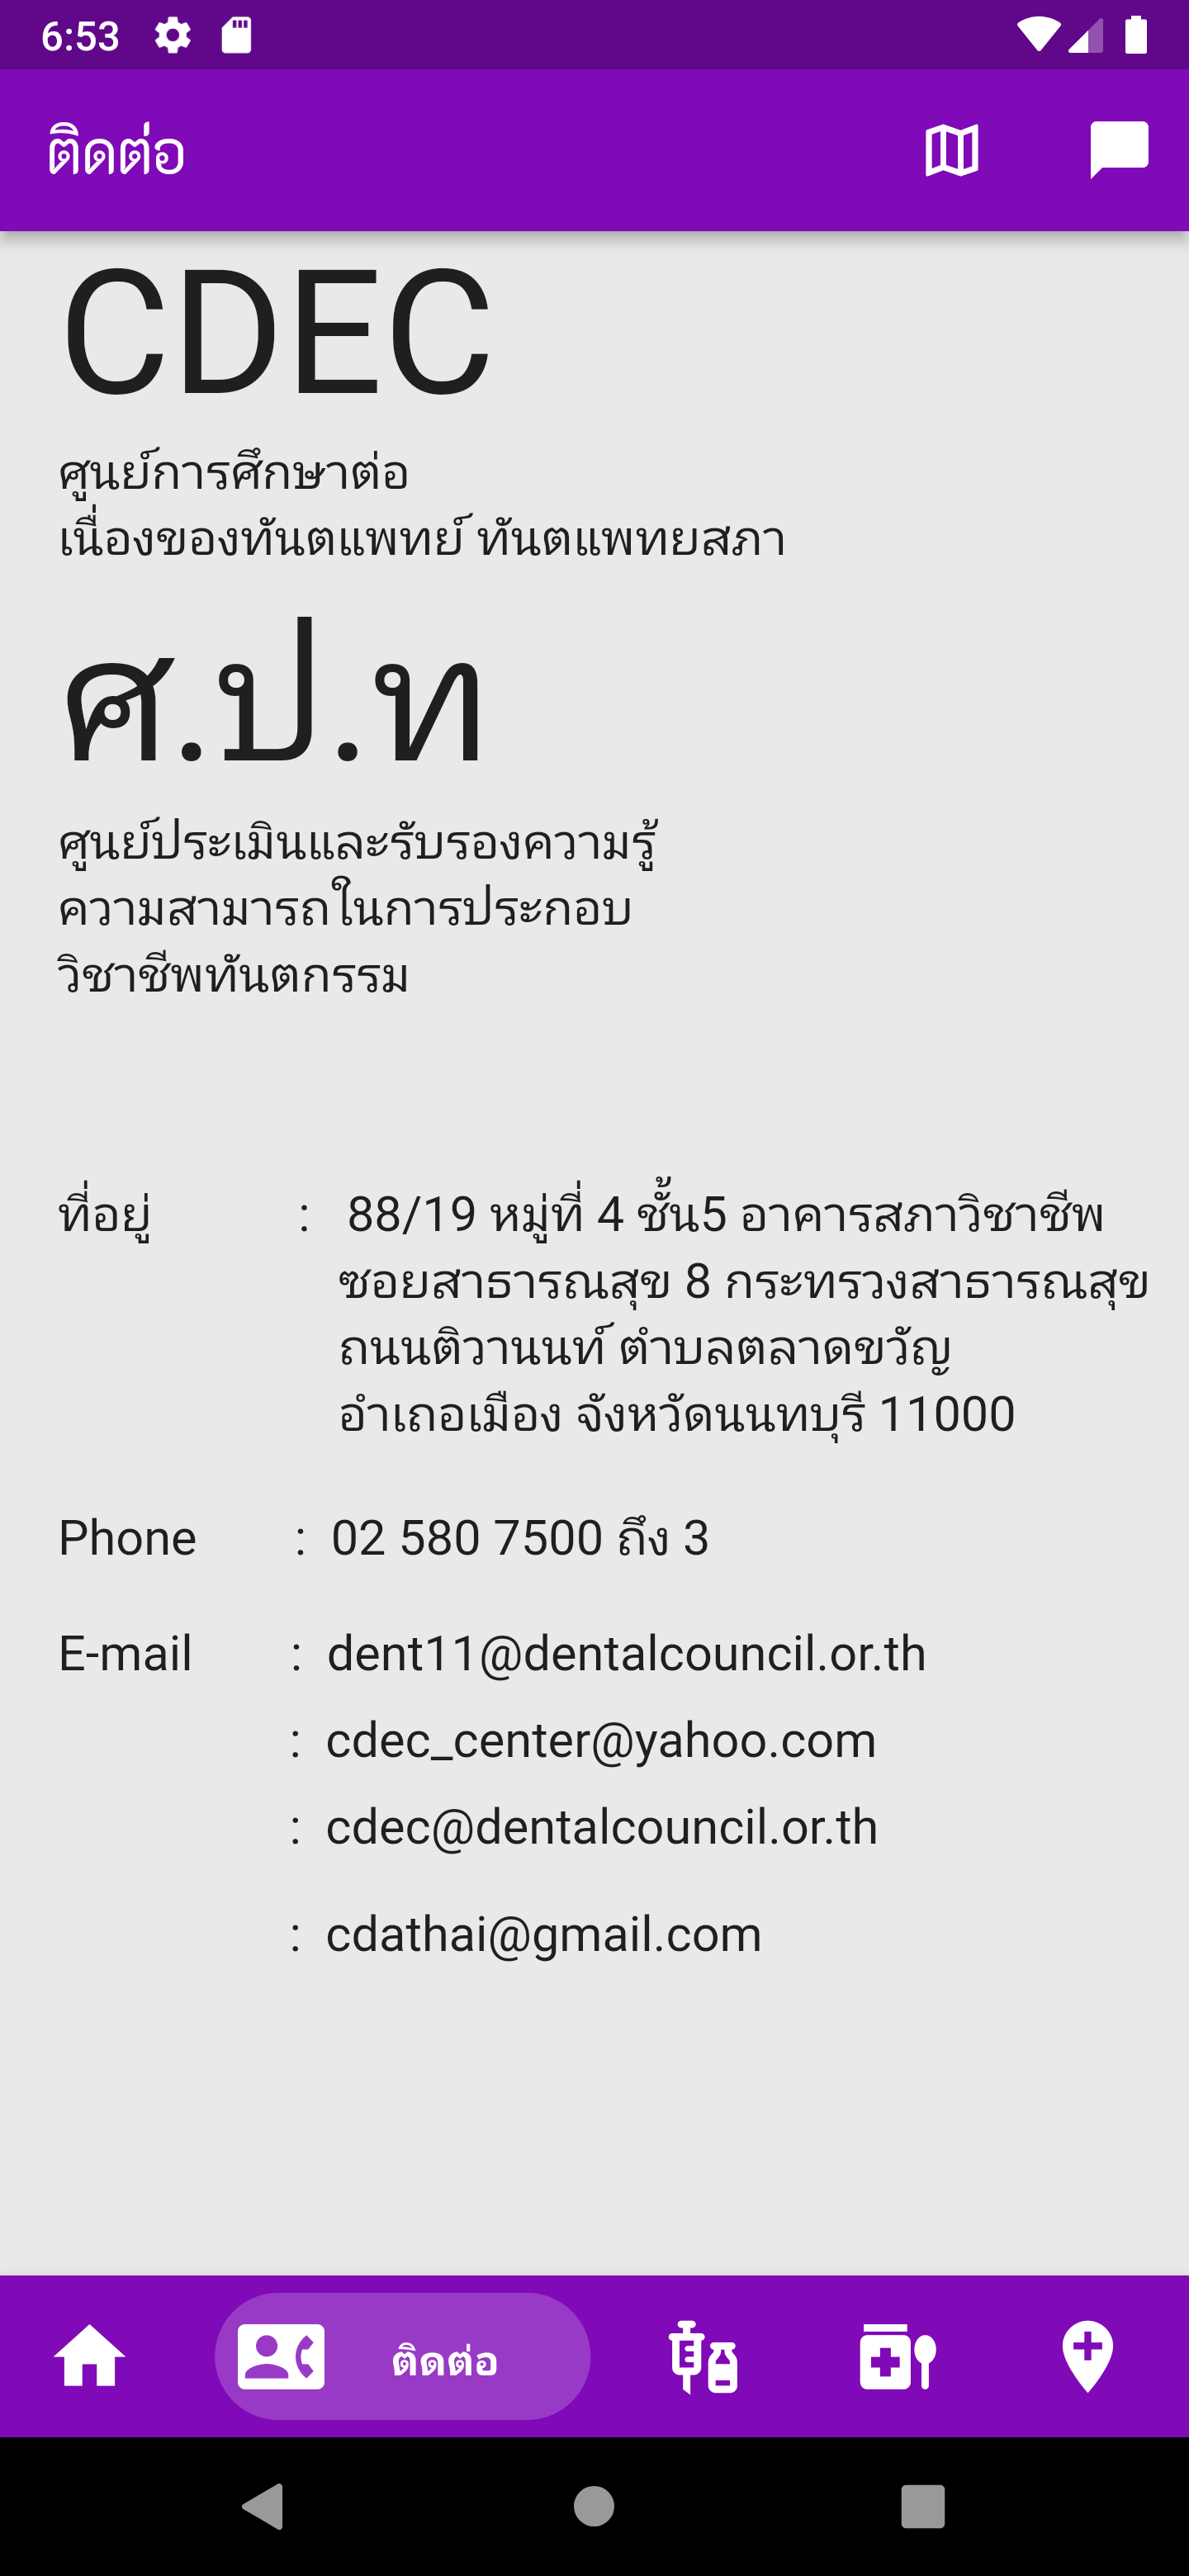 6:53
ติดต่อ
CDEC
ศูนย์การศึกษาต่อ
เนื่องของทันตแพทย์ ทันตแพทยสภา
ศ.ป.ท
ศูนย์ประเมินและรับรองความรู้
ความสามารถในการประกอบ
วิชาชีพทันตกรรม
ที่อยู่ : 88/19 หมู่ที่ 4 ชั้น5 อาคารสภาวิชาชีพ
ซอยสาธารณสุข 8 กระทรวงสาธารณสุข
ถนนติวานนท์ ตำบลตลาดขวัญ
อำเถอเมือง จังหวัดนนทบุรี 11000
Phone : 02 580 7500 ถึง 3
E-mail : dent11@dentalcouncil.or.th
: cdec_center@yahoo.com
: cdec@dentalcouncil.or.th
: cdathai@gmail.com
ติดต่อ